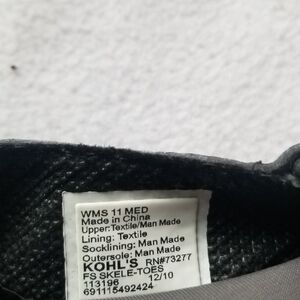 WMS 11 MED
Made in China
Upper:Textile/Man Made
Lining: Textile
Socklining: Man Made
Outersole: Man Made
KOHL'S RN#73277
FS SKELE-TOES
113196 12/10
691115492424